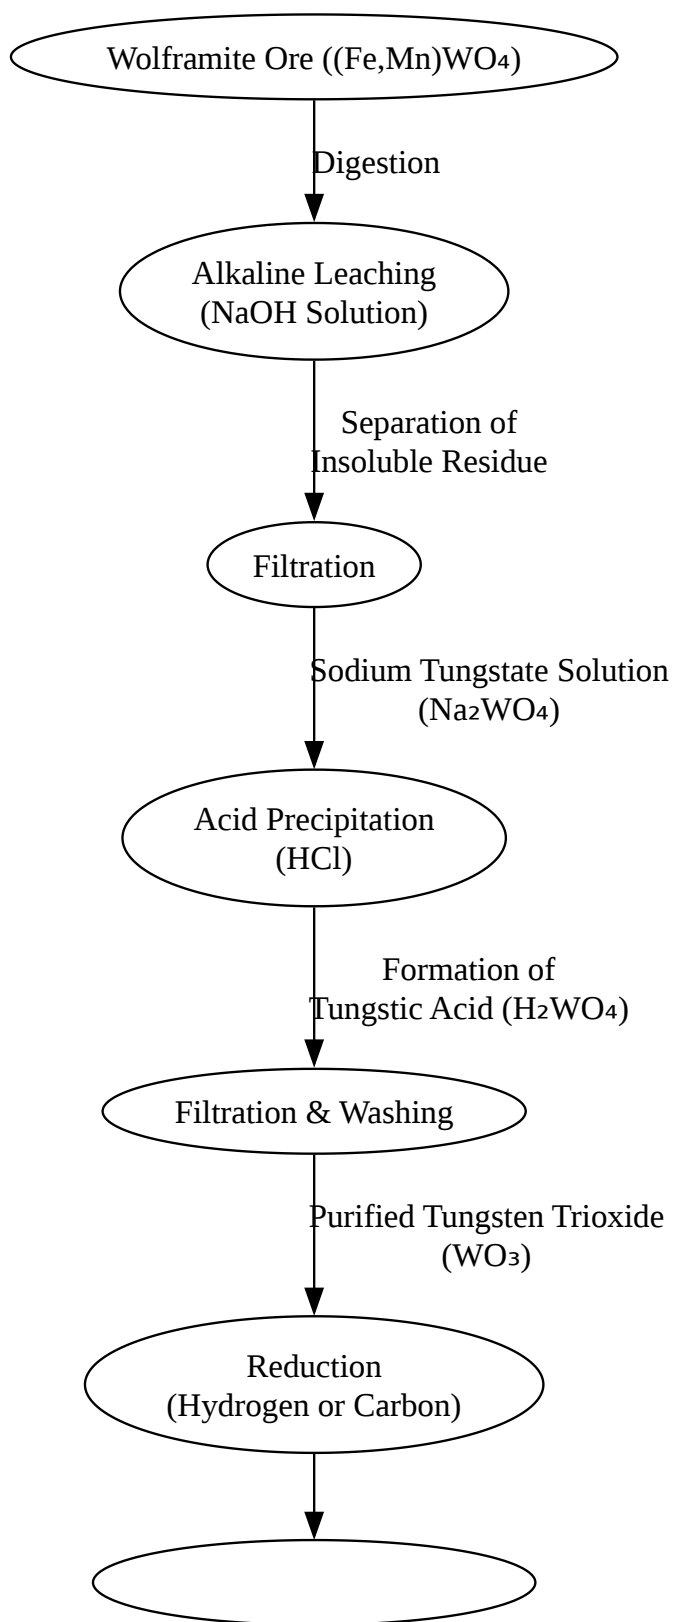 Wolframite Ore ((Fe,Mn)WO₄)
Digestion
Alkaline Leaching
(NaOH Solution)
Separation of
Insoluble Residue
Filtration
Sodium Tungstate Solution
(Na₂WO₄)
Acid Precipitation
(HCl)
Formation of
Tungstic Acid (H₂WO₄)
Filtration & Washing
Purified Tungsten Trioxide
(WO₃)
Reduction
(Hydrogen or Carbon)